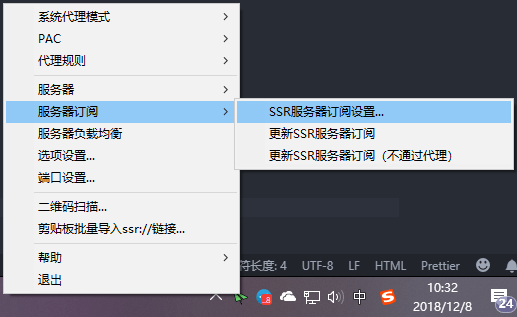 系统代理模式
PAC
代理规则
服务器
服务器订阅
服务器负载均衡
选项设置...
端口设置...
二维码扫描...
剪贴板批量导入ssr://链接...
帮助
退出
SSR服务器订阅设置...
更新SSR服务器订阅
更新SSR服务器订阅（不通过代理）
符长度: 4 UTF-8 LF HTML Prettier
中 10:32
2018/12/8 24